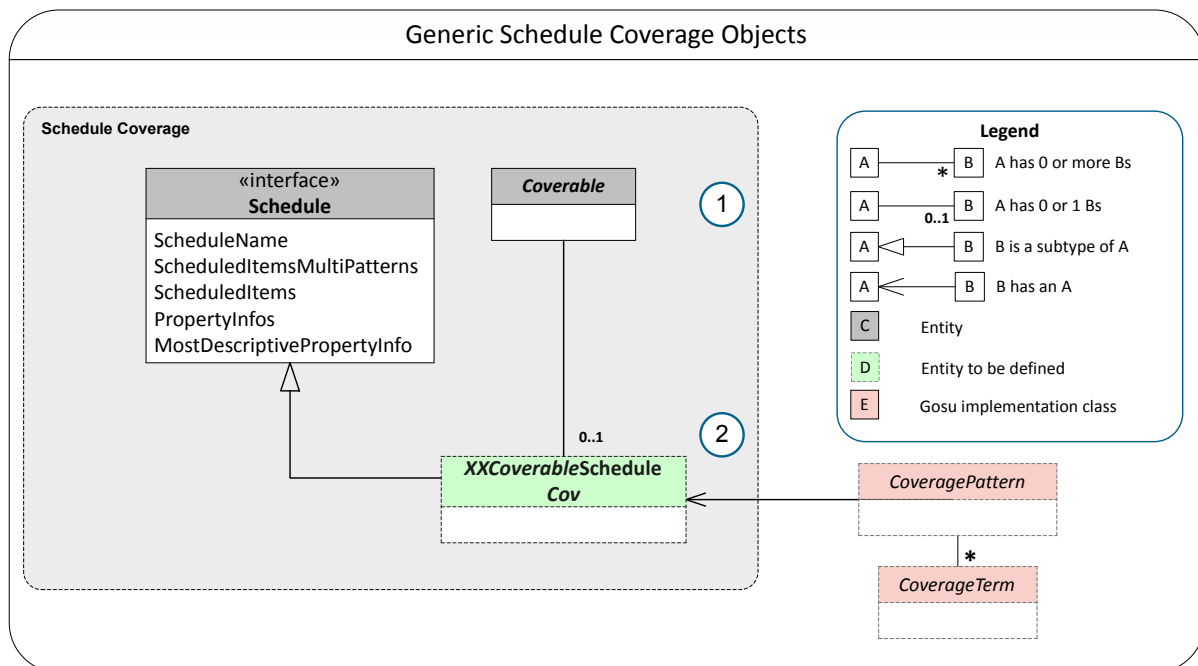 Generic Schedule Coverage Objects
Schedule Coverage
«interface»
Schedule
ScheduleName
ScheduledItemsMultiPatterns
ScheduledItems
PropertyInfos
MostDescriptivePropertyInfo
Coverable
1
0..1
2
XXCoverableSchedule
Cov
Legend
A B A has 0 or more Bs
*
A B A has 0 or 1 Bs
0..1
A B B is a subtype of A
A B B has an A
C Entity
D Entity to be defined
E Gosu implementation class
CoveragePattern
*
CoverageTerm